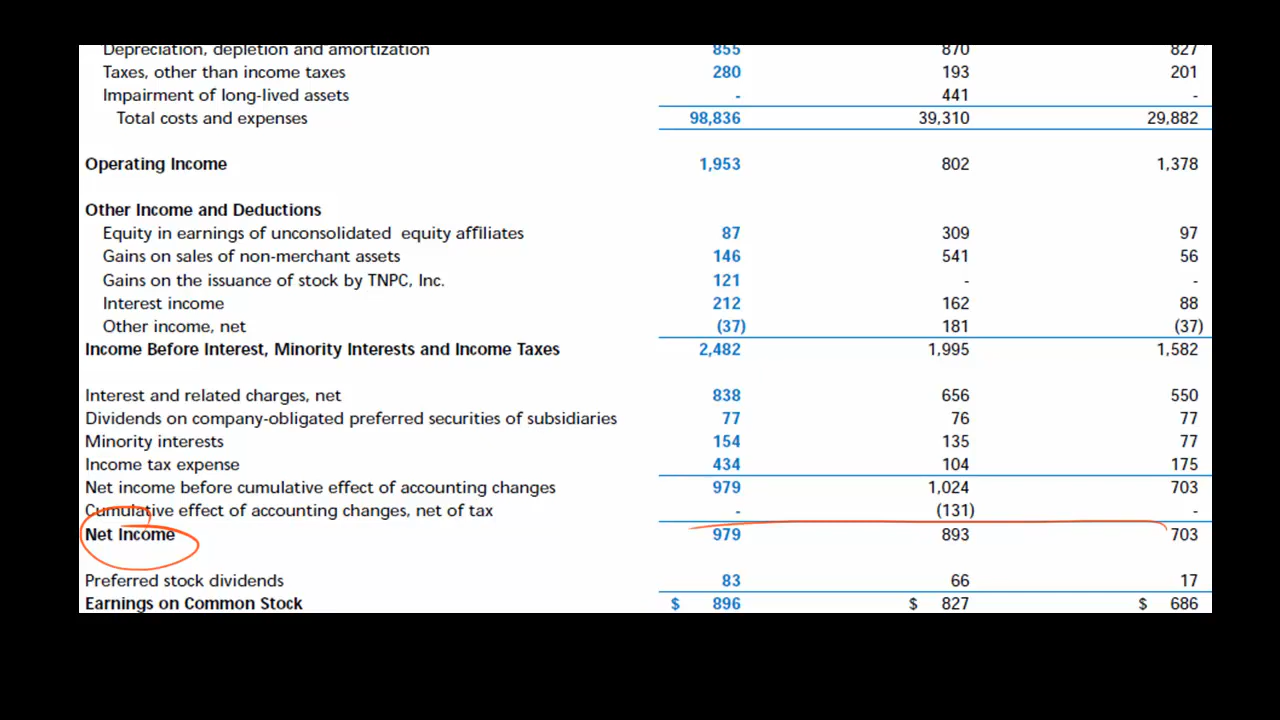 Depreciation, depletion and amortization 855 870 827
Taxes, other than income taxes 280 193 201
Impairment of long-lived assets - 441 -
Total costs and expenses 98,836 39,310 29,882
Operating Income 1,953 802 1,378
Other Income and Deductions
Equity in earnings of unconsolidated equity affiliates 87 309 97
Gains on sales of non-merchant assets 146 541 56
Gains on the issuance of stock by TNPC, Inc. 121 - -
Interest income 212 162 88
Other income, net (37) 181 (37)
Income Before Interest, Minority Interests and Income Taxes 2,482 1,995 1,582
Interest and related charges, net 838 656 550
Dividends on company-obligated preferred securities of subsidiaries 77 76 77
Minority interests 154 135 77
Income tax expense 434 104 175
Net income before cumulative effect of accounting changes 979 1,024 703
Cumulative effect of accounting changes, net of tax - (131) -
Net Income 979 893 703
Preferred stock dividends 83 66 17
Earnings on Common Stock $ 896 $ 827 $ 686